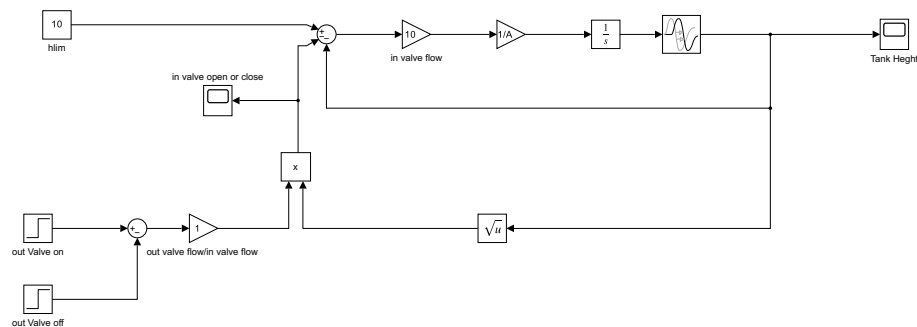 10
hlim
+
−
−
10
in valve flow
1/A
1
s
Tank Heght
in valve open or close
x
out Valve on
+
−
1
out valve flow/in valve flow
√u
out Valve off